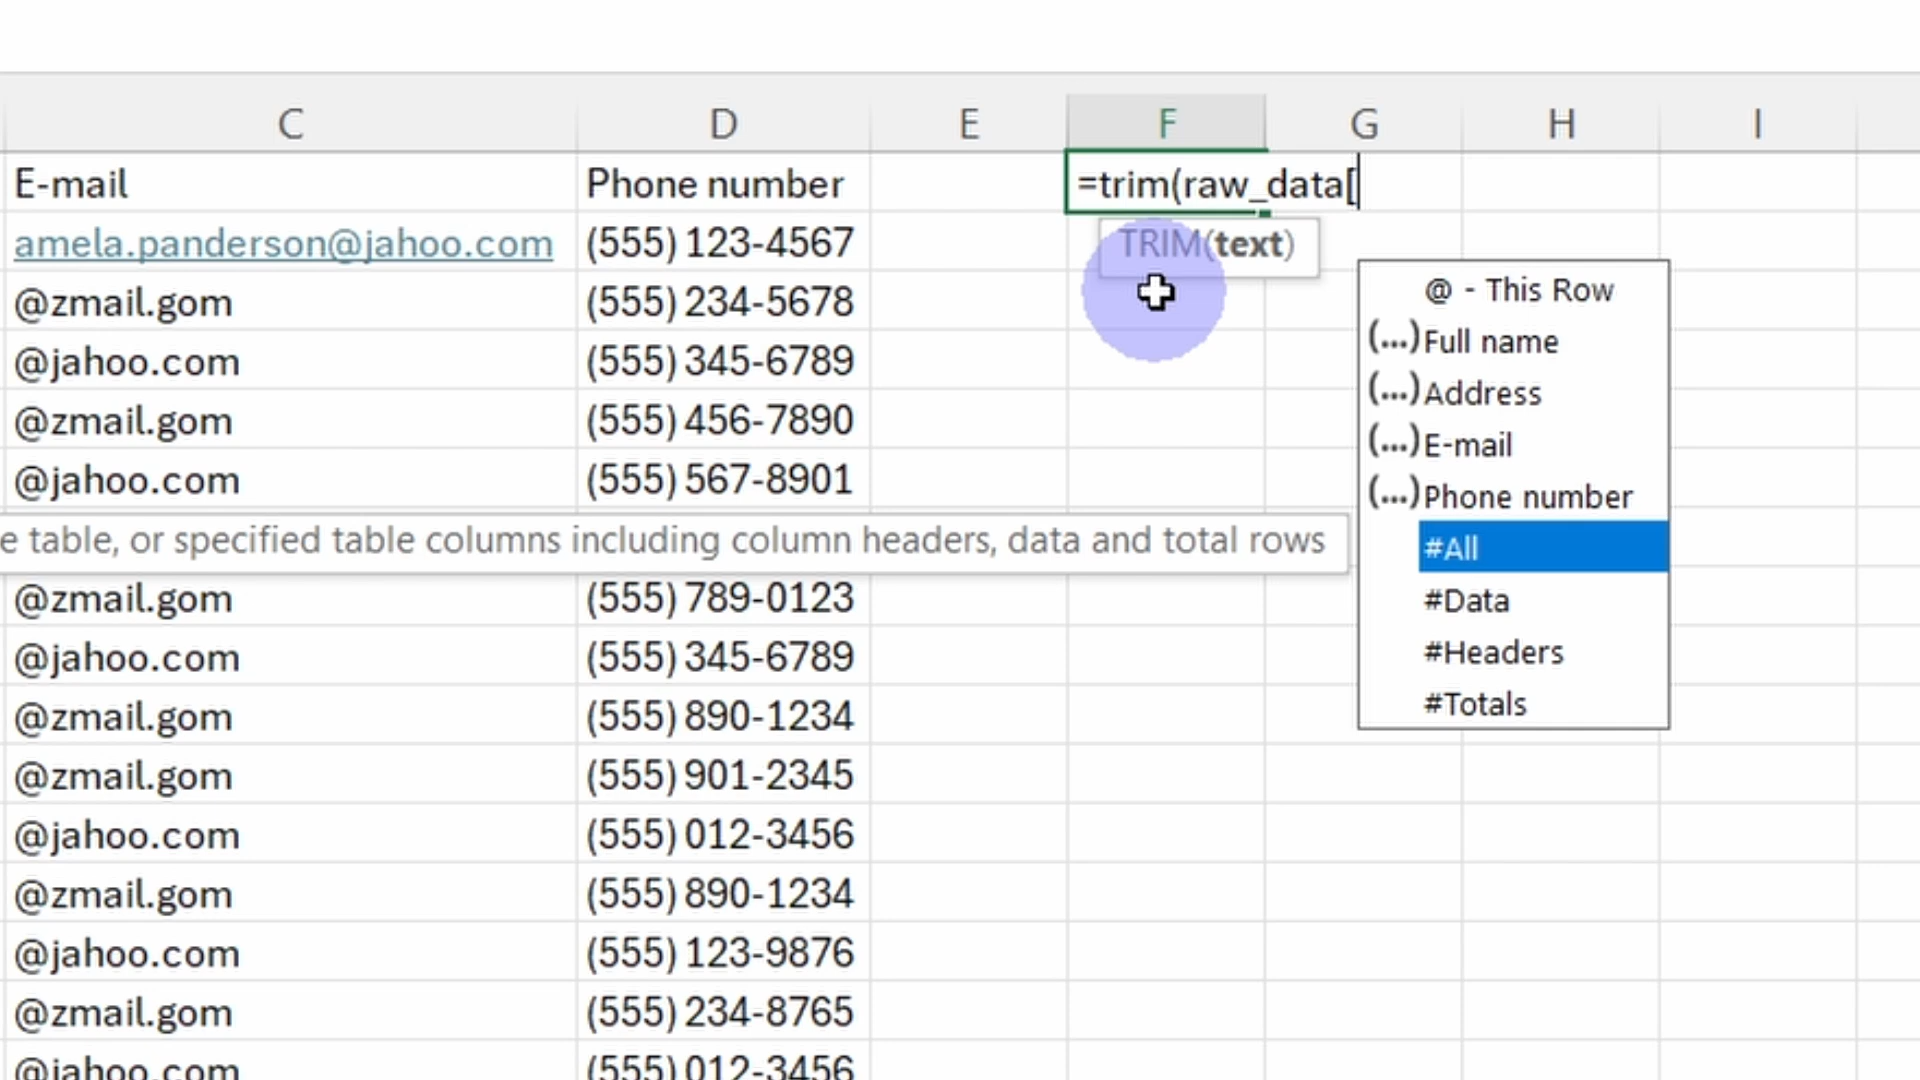 C D E F G H I
E-mail Phone number =trim(raw_data[
amela.panderson@jahoo.com (555) 123-4567 TRIM(text)
@ - This Row
@zmail.gom (555) 234-5678
(...) Full name
@jahoo.com (555) 345-6789
(...) Address
@zmail.gom (555) 456-7890
(...) E-mail
@jahoo.com (555) 567-8901
(...) Phone number
e table, or specified table columns including column headers, data and total rows
#All
@zmail.gom (555) 789-0123
#Data
@jahoo.com (555) 345-6789
#Headers
@zmail.gom (555) 890-1234
#Totals
@zmail.gom (555) 901-2345
@jahoo.com (555) 012-3456
@zmail.gom (555) 890-1234
@jahoo.com (555) 123-9876
@zmail.gom (555) 234-8765
@jahoo.com (555) 012-3456